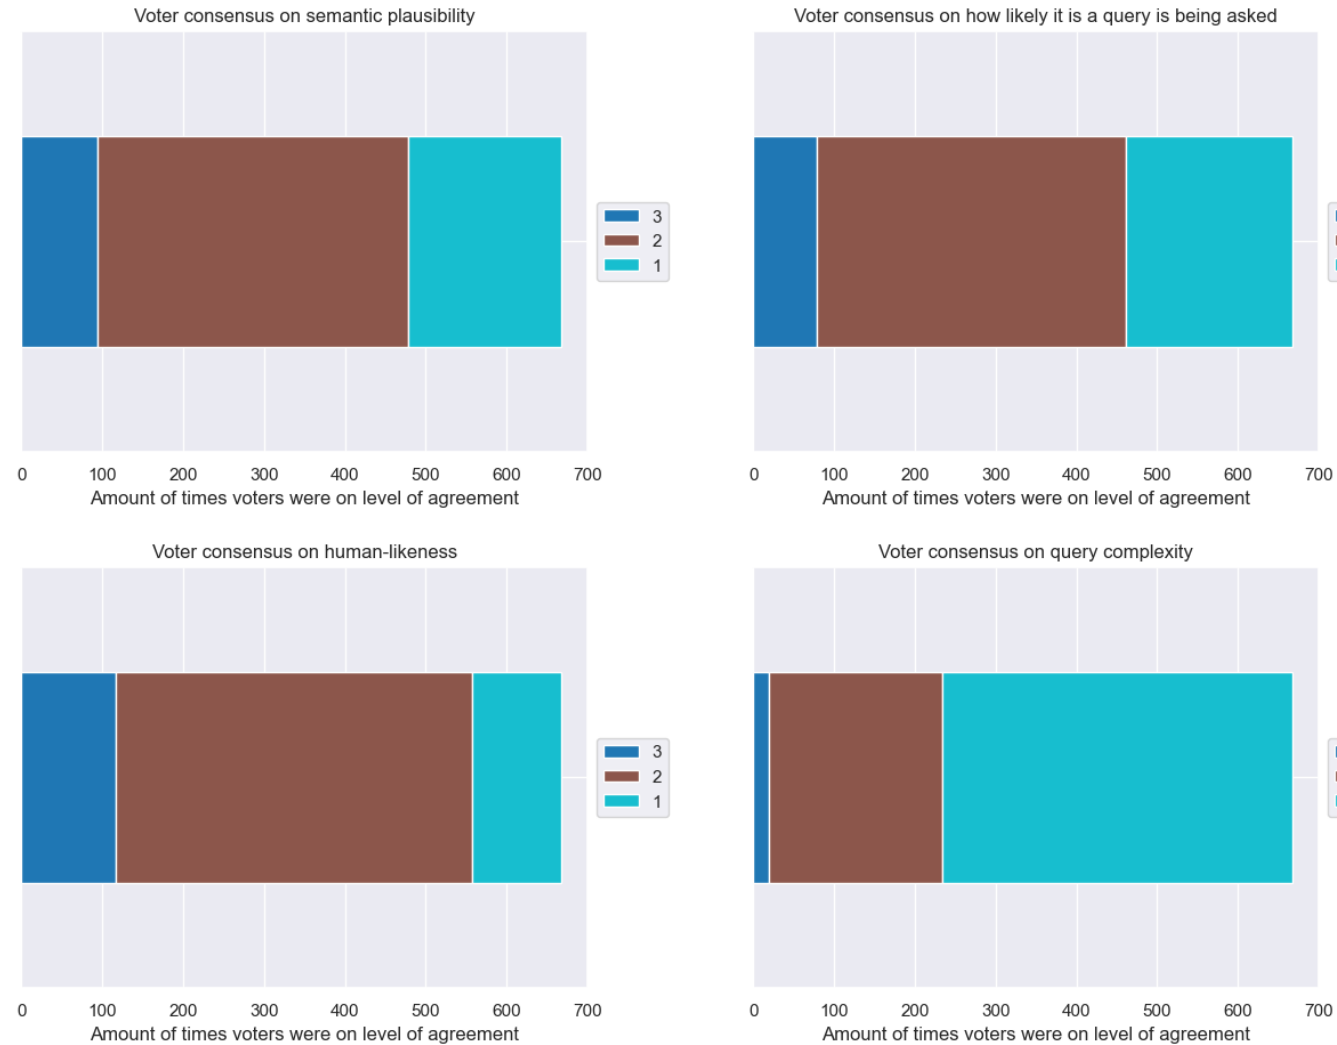 Voter consensus on semantic plausibility
3
2
1
0 100 200 300 400 500 600 700
Amount of times voters were on level of agreement
Voter consensus on how likely it is a query is being asked
0 100 200 300 400 500 600 700
Amount of times voters were on level of agreement
Voter consensus on human-likeness
3
2
1
0 100 200 300 400 500 600 700
Amount of times voters were on level of agreement
Voter consensus on query complexity
0 100 200 300 400 500 600 700
Amount of times voters were on level of agreement